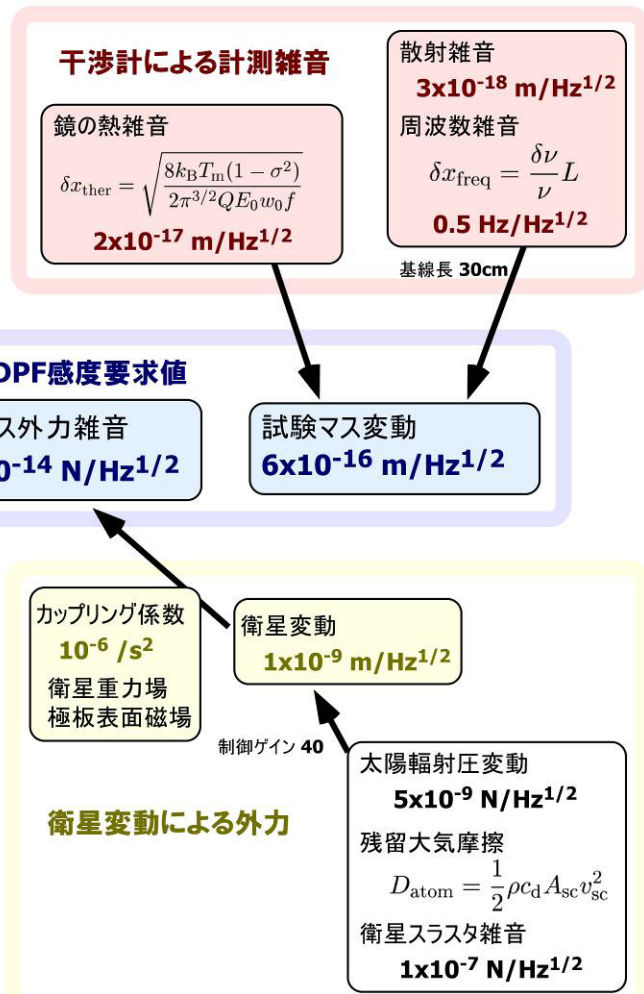 干渉計による計測雑音
鏡の熱雑音
δx_ther = √(8k_B T_m(1 − σ²) / 2π^{3/2} Q E_0 w_0 f)
2x10⁻¹⁷ m/Hz^{1/2}
散射雑音
3x10⁻¹⁸ m/Hz^{1/2}
周波数雑音
δx_freq = (δν / ν) L
0.5 Hz/Hz^{1/2}
基線長 30cm
DPF感度要求値
ス外力雑音
0⁻¹⁴ N/Hz^{1/2}
試験マス変動
6x10⁻¹⁶ m/Hz^{1/2}
カップリング係数
10⁻⁶ /s²
衛星重力場
極板表面磁場
衛星変動
1x10⁻⁹ m/Hz^{1/2}
制御ゲイン 40
衛星変動による外力
太陽輻射圧変動
5x10⁻⁹ N/Hz^{1/2}
残留大気摩擦
D_atom = (1/2) ρ c_d A_sc v_sc²
衛星スラスタ雑音
1x10⁻⁷ N/Hz^{1/2}